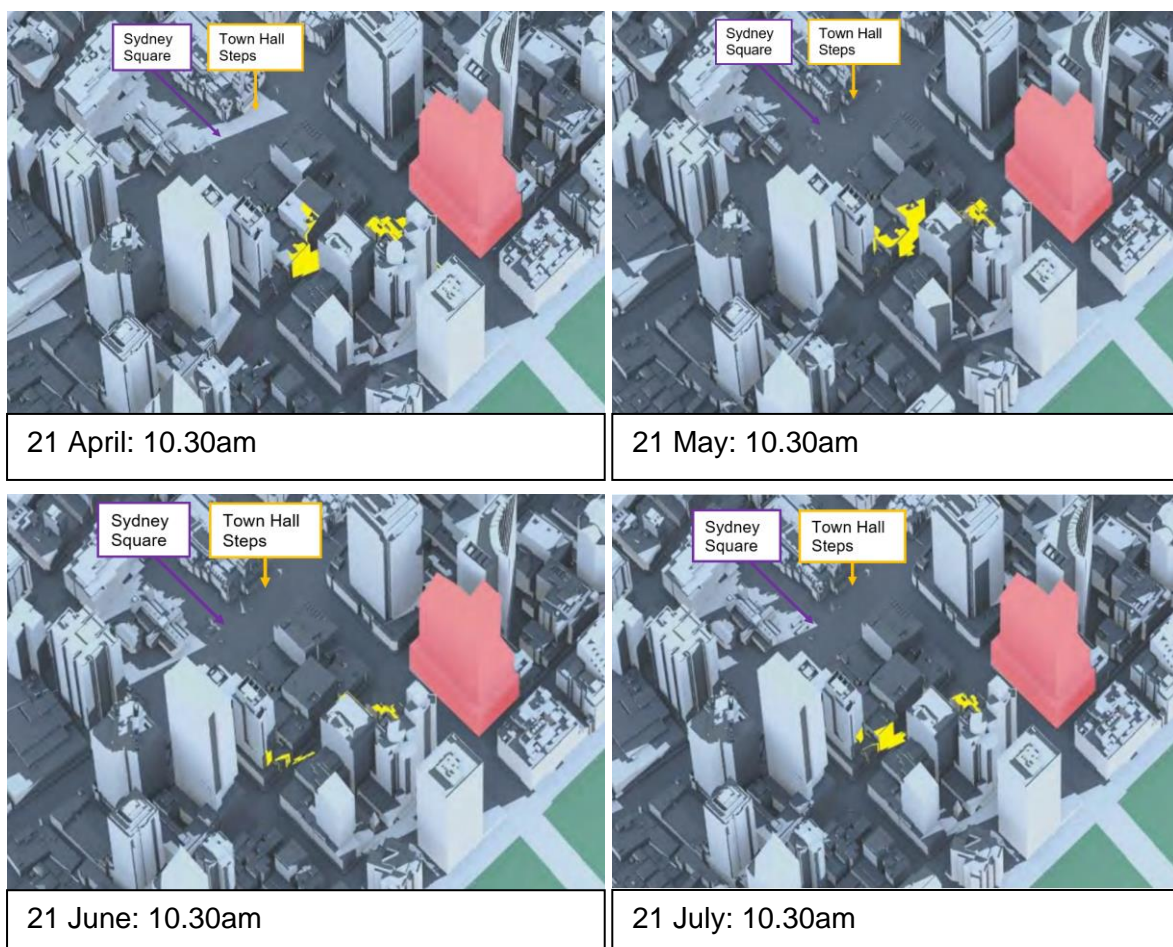 Sydney
Square
Town Hall
Steps
Sydney
Square
Town Hall
Steps
21 April: 10.30am
21 May: 10.30am
Sydney
Square
Town Hall
Steps
Sydney
Square
Town Hall
Steps
21 June: 10.30am
21 July: 10.30am